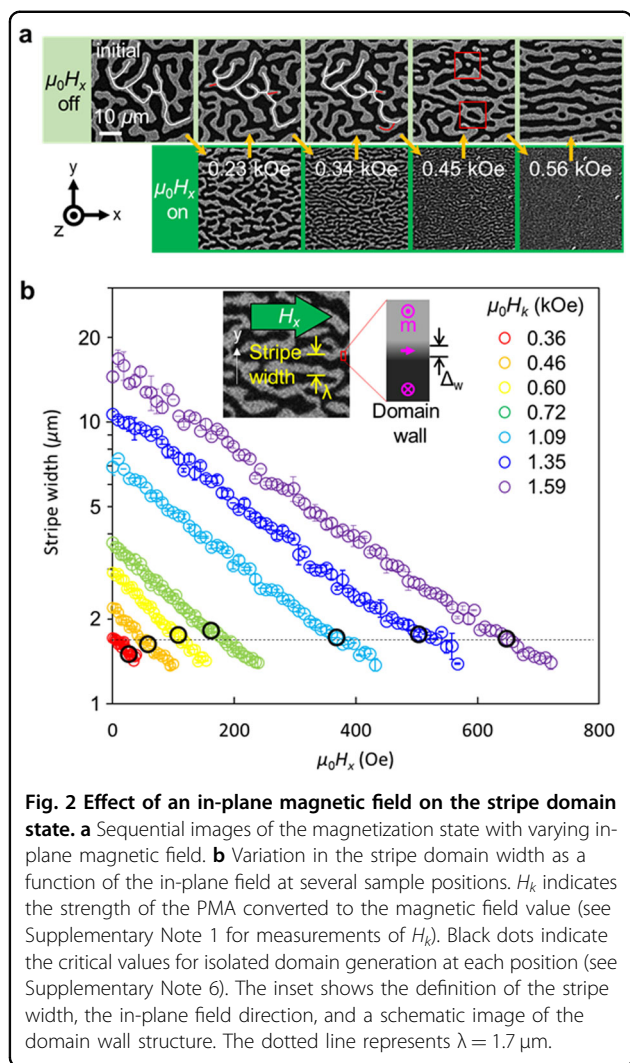 a
μ₀Hₓ
off
initial
10 μm
y
z
x
μ₀Hₓ
on
0.23 kOe
0.34 kOe
0.45 kOe
0.56 kOe
b
Stripe width (μm)
20
10
5
2
1
0
200
400
600
800
μ₀Hₓ (Oe)
Hₓ
y
Stripe
width
λ
m
Δw
Domain
wall
μ₀Hₖ (kOe)
0.36
0.46
0.60
0.72
1.09
1.35
1.59
Fig. 2 Effect of an in-plane magnetic field on the stripe domain
state. a Sequential images of the magnetization state with varying in-
plane magnetic field. b Variation in the stripe domain width as a
function of the in-plane field at several sample positions. Hₖ indicates
the strength of the PMA converted to the magnetic field value (see
Supplementary Note 1 for measurements of Hₖ). Black dots indicate
the critical values for isolated domain generation at each position (see
Supplementary Note 6). The inset shows the definition of the stripe
width, the in-plane field direction, and a schematic image of the
domain wall structure. The dotted line represents λ = 1.7 μm.